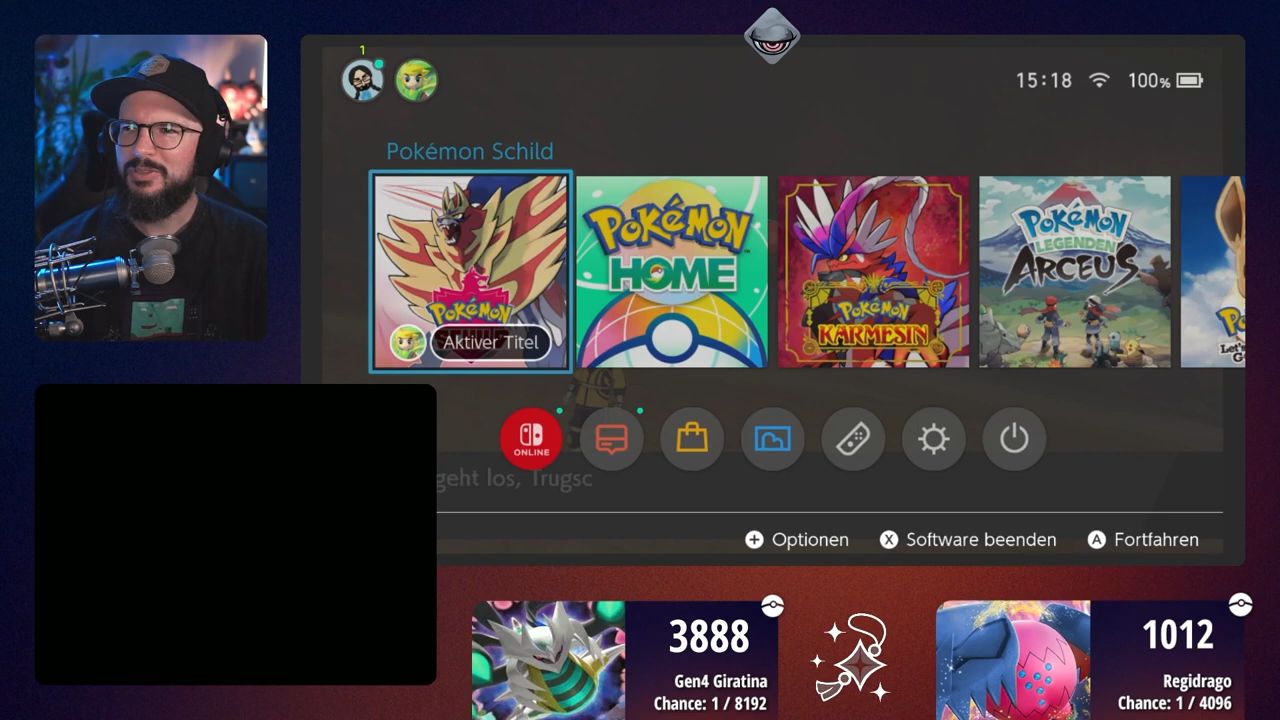 1
15:18
100%
Pokémon Schild
POKÉMON
Aktiver Titel
POKÉMON
HOME
POKÉMON
KARMESIN
POKÉMON
LEGENDEN
ARCEUS
Let's
ONLINE
geht los, Trugsc
+ Optionen
X Software beenden
A Fortfahren
3888
Gen4 Giratina
Chance: 1 / 8192
1012
Regidrago
Chance: 1 / 4096